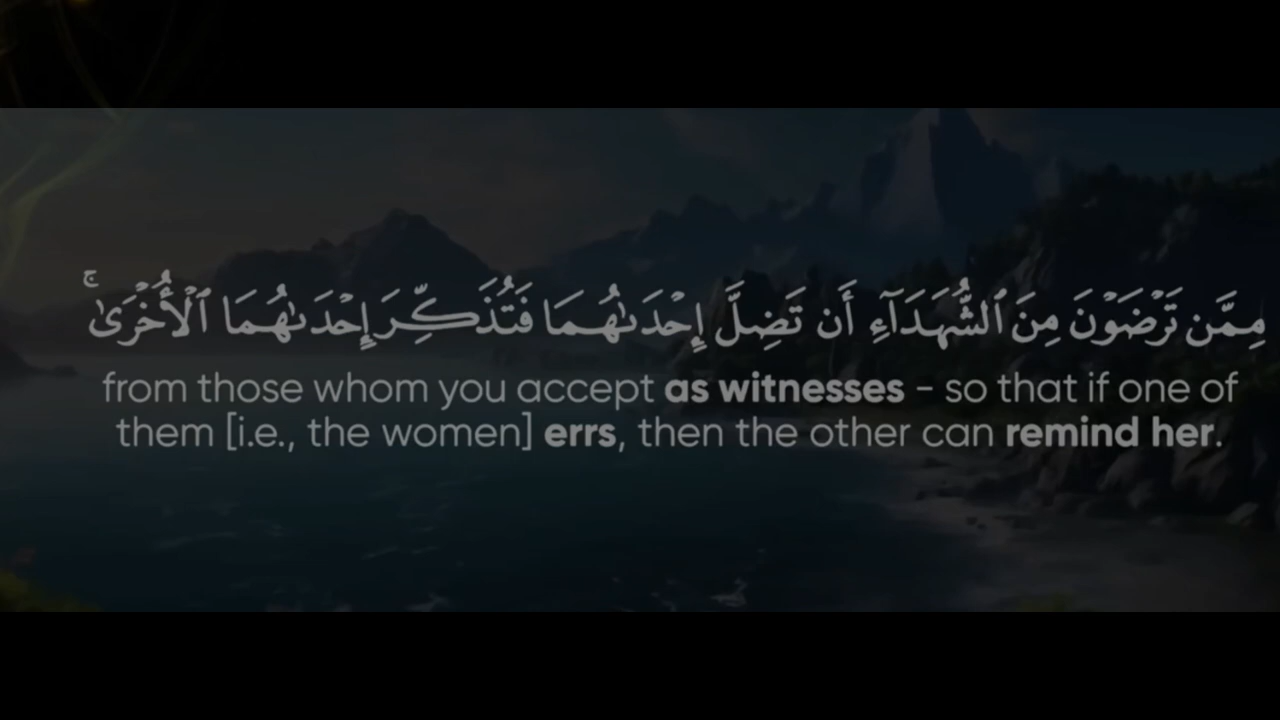 مِمَّن تَرْضَوْنَ مِنَ ٱلشُّهَدَآءِ أَن تَضِلَّ إِحْدَىٰهُمَا فَتُذَكِّرَ إِحْدَىٰهُمَا ٱلْأُخْرَىٰ ۚ
from those whom you accept as witnesses - so that if one of
them [i.e., the women] errs, then the other can remind her.